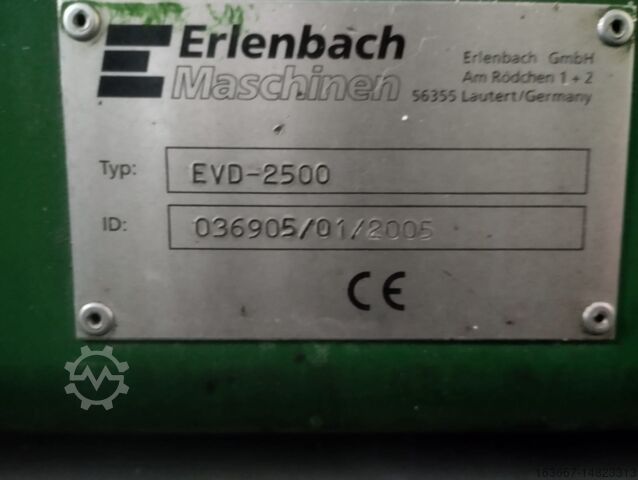 Erlenbach
Maschinen
Erlenbach GmbH
Am Rödchen 1 + 2
56355 Lautert/Germany
Typ: EVD-2500
ID: 036905/01/2005
CE